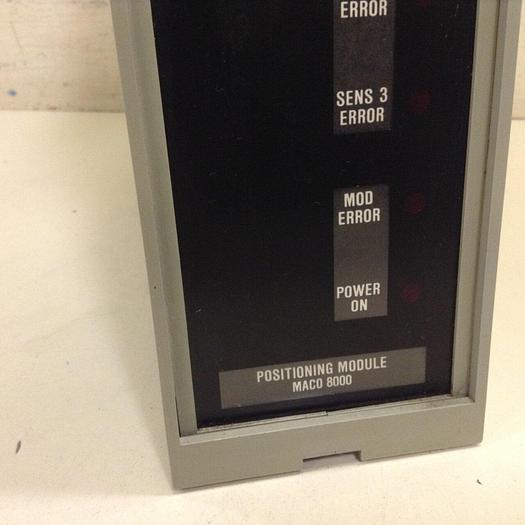 ERROR
SENS 3
ERROR
MOD
ERROR
POWER
ON
POSITIONING MODULE
MACO 8000